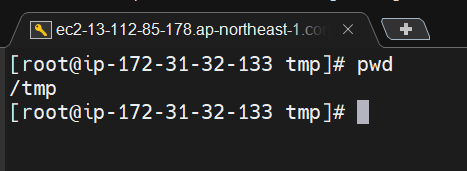 ec2-13-112-85-178.ap-northeast-1.co
[root@ip-172-31-32-133 tmp]# pwd
/tmp
[root@ip-172-31-32-133 tmp]#